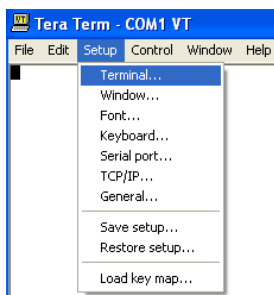 Tera Term - COM1 VT
File Edit Setup Control Window Help
Terminal...
Window...
Font...
Keyboard...
Serial port...
TCP/IP...
General...
Save setup...
Restore setup...
Load key map...